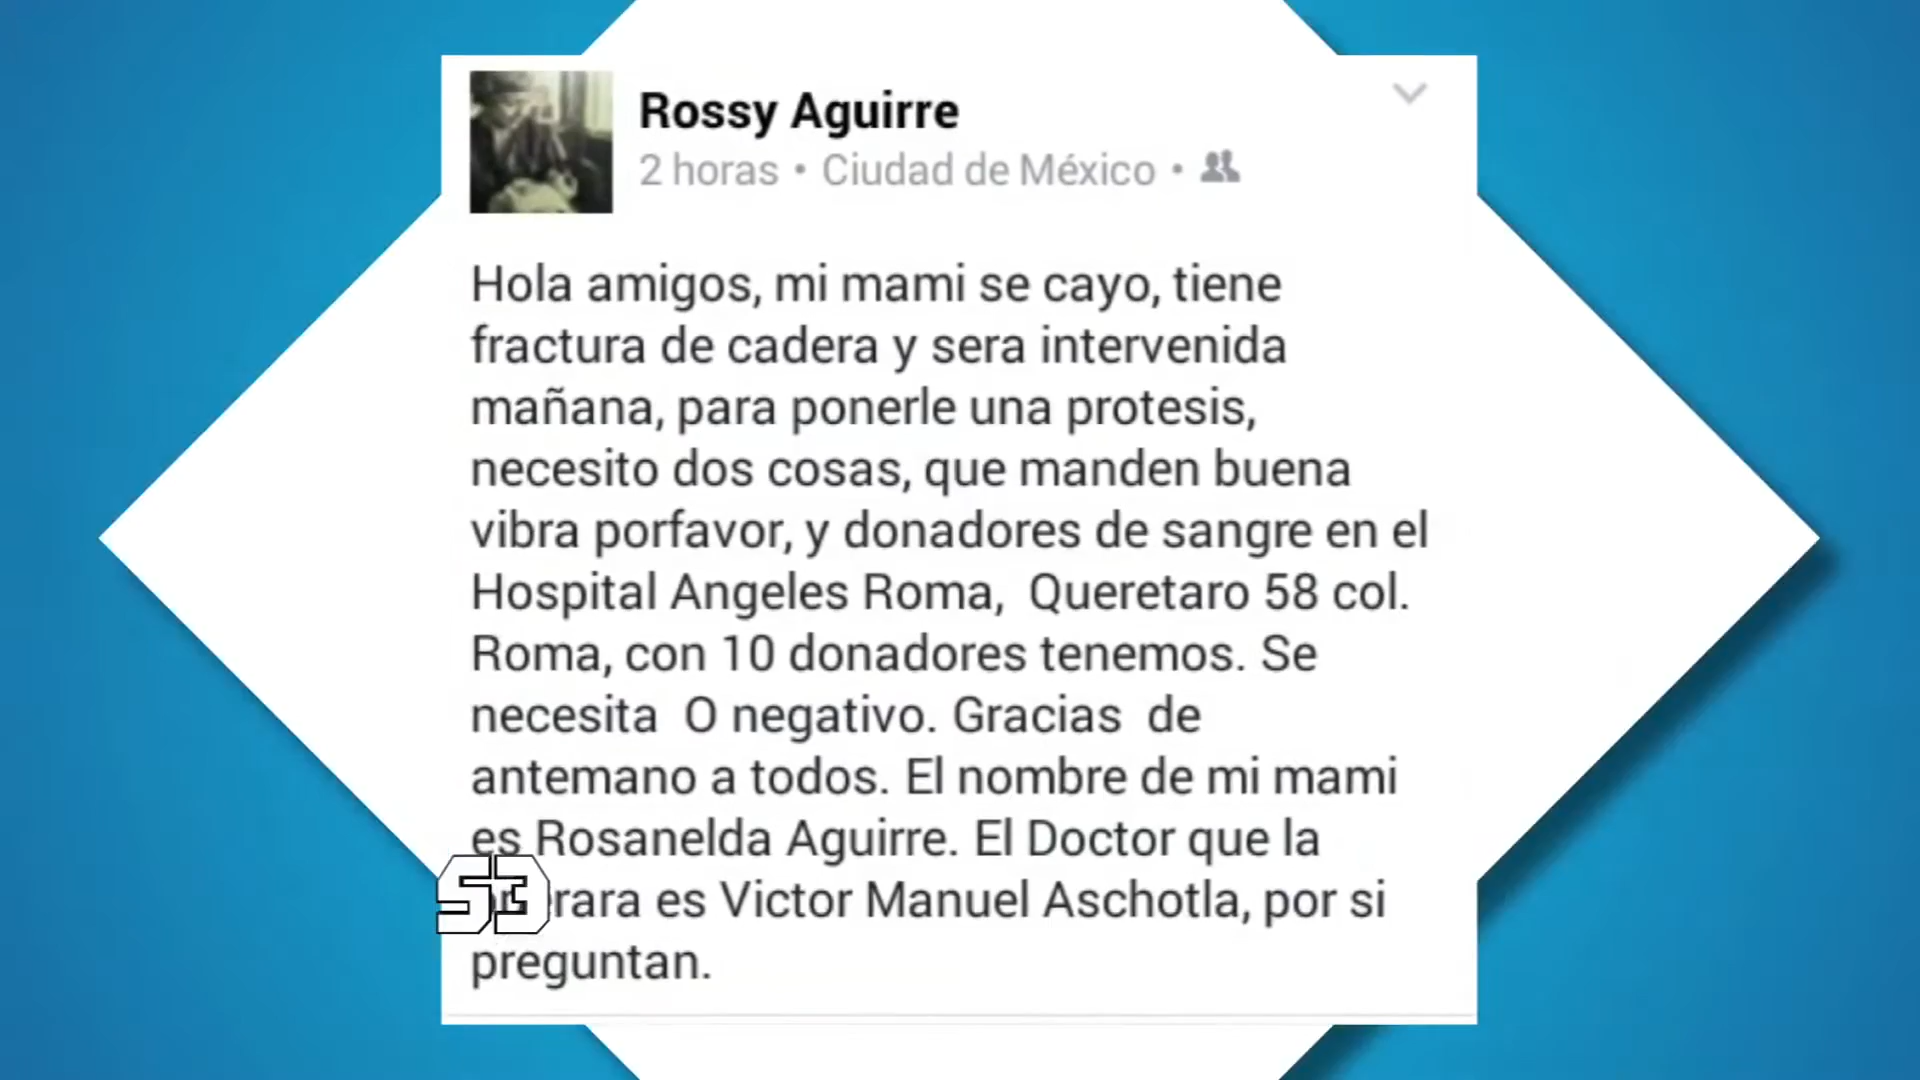 Rossy Aguirre
2 horas • Ciudad de México •
Hola amigos, mi mami se cayo, tiene
fractura de cadera y sera intervenida
mañana, para ponerle una protesis,
necesito dos cosas, que manden buena
vibra porfavor, y donadores de sangre en el
Hospital Angeles Roma,  Queretaro 58 col.
Roma, con 10 donadores tenemos. Se
necesita  O negativo. Gracias  de
antemano a todos. El nombre de mi mami
es Rosanelda Aguirre. El Doctor que la
rara es Victor Manuel Aschotla, por si
preguntan.
53